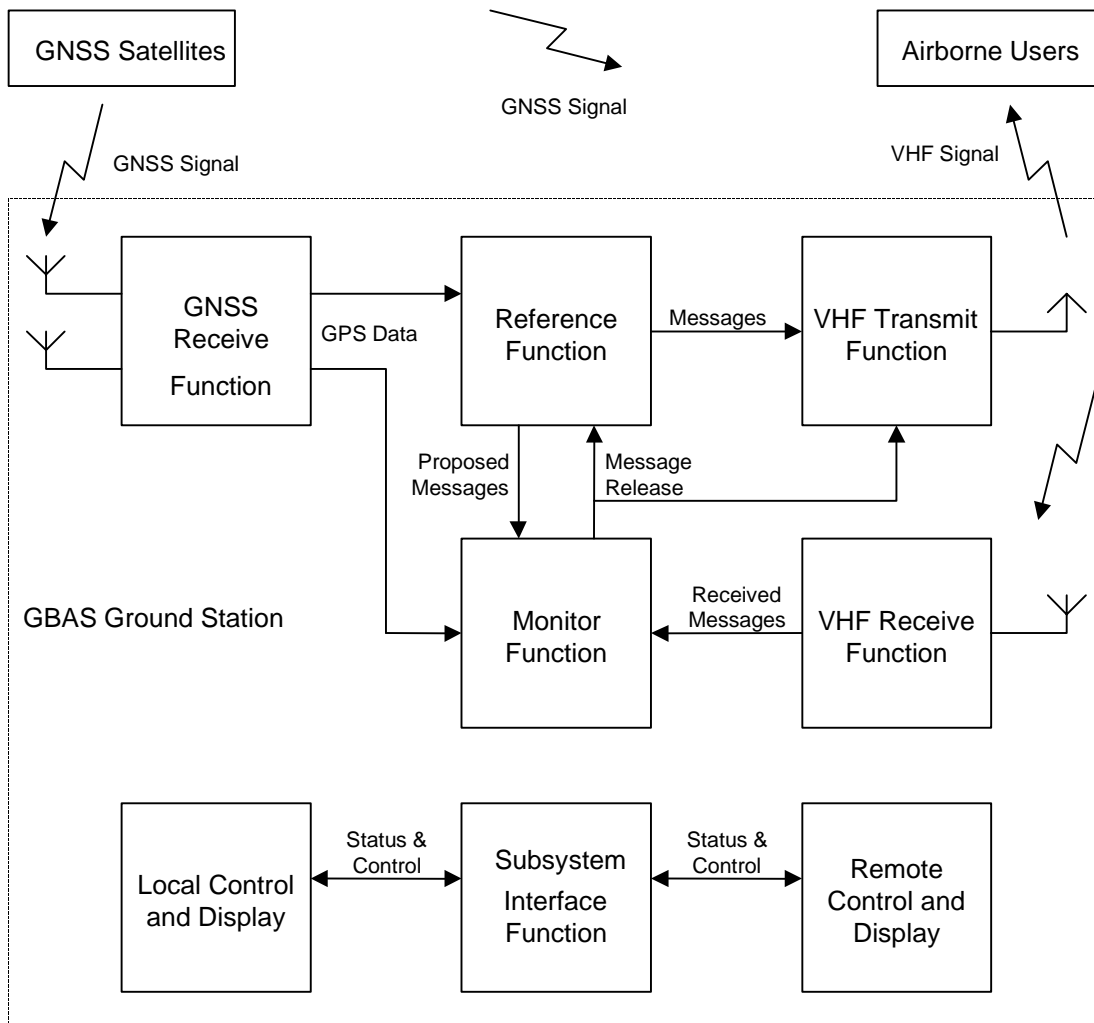 GNSS Satellites
Airborne Users
GNSS Signal
GNSS Signal
VHF Signal
GNSS
Receive
Function
GPS Data
Reference
Function
Messages
VHF Transmit
Function
Proposed
Messages
Message
Release
GBAS Ground Station
Monitor
Function
Received
Messages
VHF Receive
Function
Local Control
and Display
Status &
Control
Subsystem
Interface
Function
Status &
Control
Remote
Control and
Display